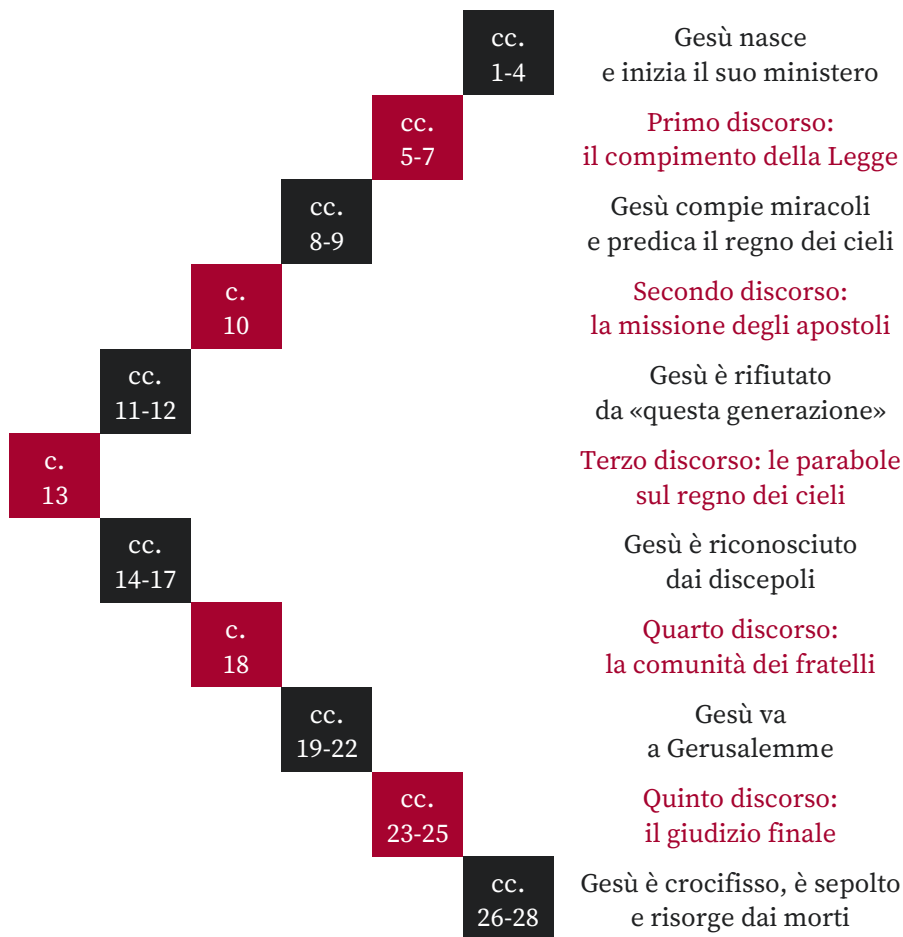 cc.
1-4
Gesù nasce
e inizia il suo ministero
cc.
5-7
Primo discorso:
il compimento della Legge
cc.
8-9
Gesù compie miracoli
e predica il regno dei cieli
c.
10
Secondo discorso:
la missione degli apostoli
cc.
11-12
Gesù è rifiutato
da «questa generazione»
c.
13
Terzo discorso: le parabole
sul regno dei cieli
cc.
14-17
Gesù è riconosciuto
dai discepoli
c.
18
Quarto discorso:
la comunità dei fratelli
cc.
19-22
Gesù va
a Gerusalemme
cc.
23-25
Quinto discorso:
il giudizio finale
cc.
26-28
Gesù è crocifisso, è sepolto
e risorge dai morti